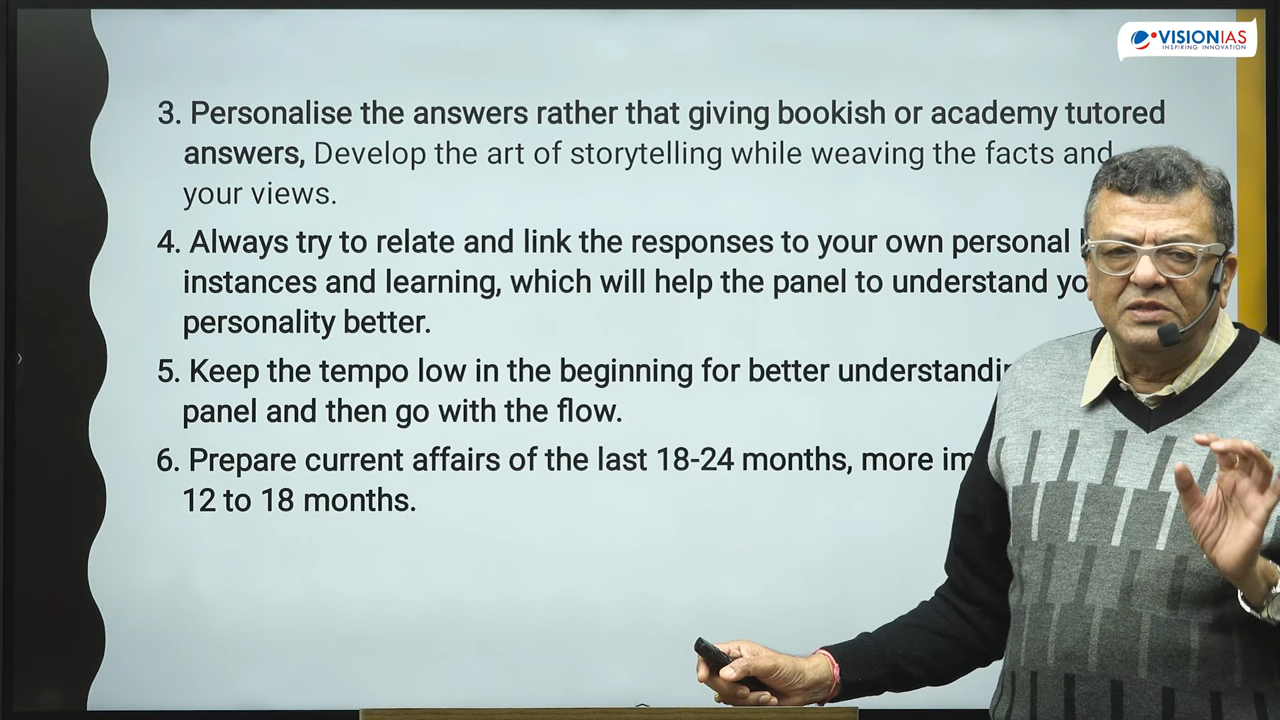 VISIONIAS
INSPIRING INNOVATION
3. Personalise the answers rather that giving bookish or academy tutored
answers, Develop the art of storytelling while weaving the facts and
your views.
4. Always try to relate and link the responses to your own personal
instances and learning, which will help the panel to understand
personality better.
5. Keep the tempo low in the beginning for better
panel and then go with the flow.
6. Prepare current affairs of the last 18-24 months, more
12 to 18 months.